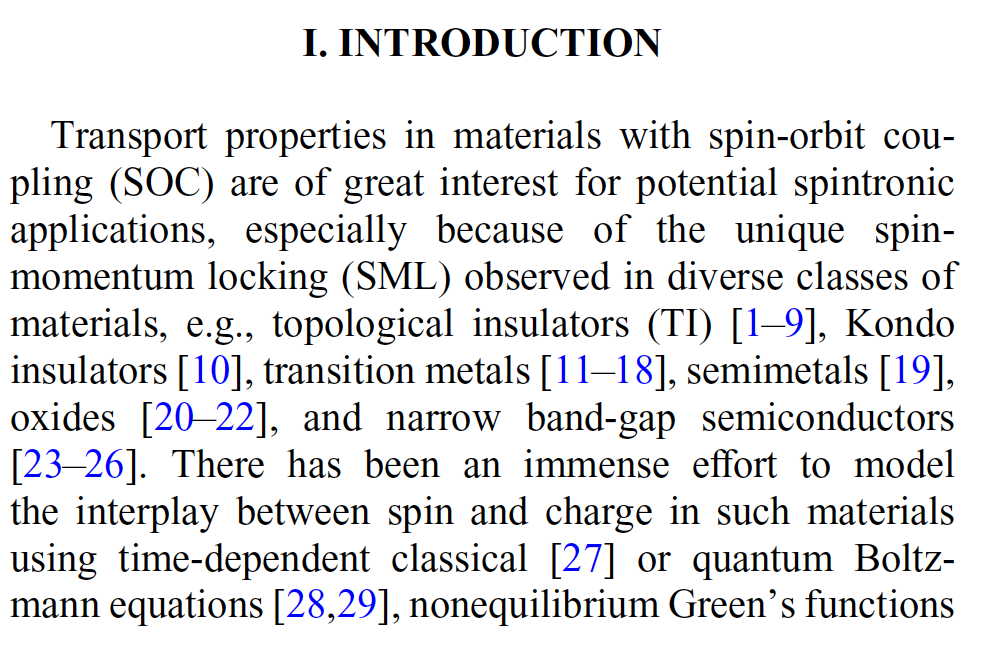 I. INTRODUCTION
Transport properties in materials with spin-orbit cou-
pling (SOC) are of great interest for potential spintronic
applications, especially because of the unique spin-
momentum locking (SML) observed in diverse classes of
materials, e.g., topological insulators (TI) [1–9], Kondo
insulators [10], transition metals [11–18], semimetals [19],
oxides [20–22], and narrow band-gap semiconductors
[23–26]. There has been an immense effort to model
the interplay between spin and charge in such materials
using time-dependent classical [27] or quantum Boltz-
mann equations [28,29], nonequilibrium Green’s functions